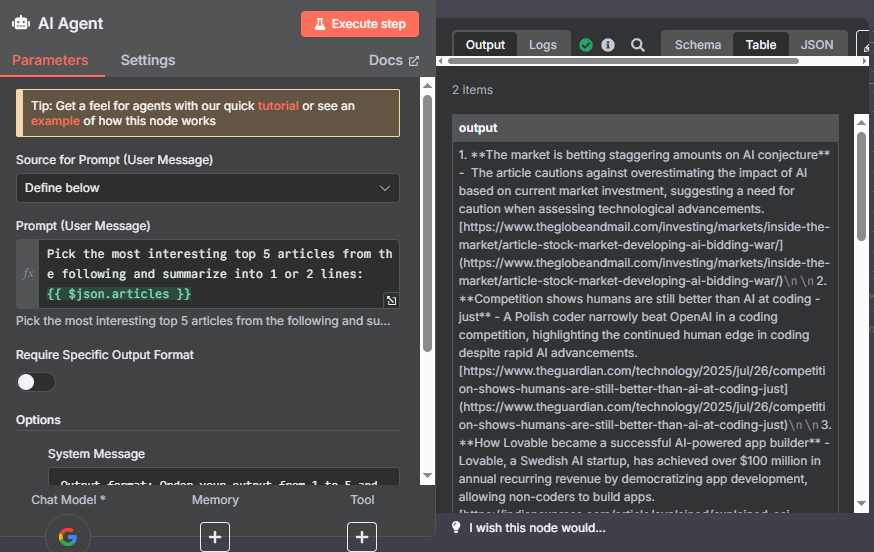 AI Agent
Execute step
Parameters
Settings
Docs
Tip: Get a feel for agents with our quick tutorial or see an
example of how this node works
Source for Prompt (User Message)
Define below
Prompt (User Message)
fx
Pick the most interesting top 5 articles from th
e following and summarize into 1 or 2 lines:
{{ $json.articles }}
Pick the most interesting top 5 articles from the following and su...
Require Specific Output Format
Options
System Message
Output format: Order your output from 1 to 5 and
Chat Model *
Memory
Tool
Output
Logs
Schema
Table
JSON
2 items
output
1. **The market is betting staggering amounts on AI conjecture**
- The article cautions against overestimating the impact of AI
based on current market investment, suggesting a need for
caution when assessing technological advancements.
[https://www.theglobeandmail.com/investing/markets/inside-the-
market/article-stock-market-developing-ai-bidding-war/]
(https://www.theglobeandmail.com/investing/markets/inside-the-
market/article-stock-market-developing-ai-bidding-war/)\n\n2.
**Competition shows humans are still better than AI at coding -
just** - A Polish coder narrowly beat OpenAI in a coding
competition, highlighting the continued human edge in coding
despite rapid AI advancements.
[https://www.theguardian.com/technology/2025/jul/26/competiti
on-shows-humans-are-still-better-than-ai-at-coding-just]
(https://www.theguardian.com/technology/2025/jul/26/competiti
on-shows-humans-are-still-better-than-ai-at-coding-just)\n\n3.
**How Lovable became a successful AI-powered app builder** -
Lovable, a Swedish AI startup, has achieved over $100 million in
annual recurring revenue by democratizing app development,
allowing non-coders to build apps.
I wish this node would...